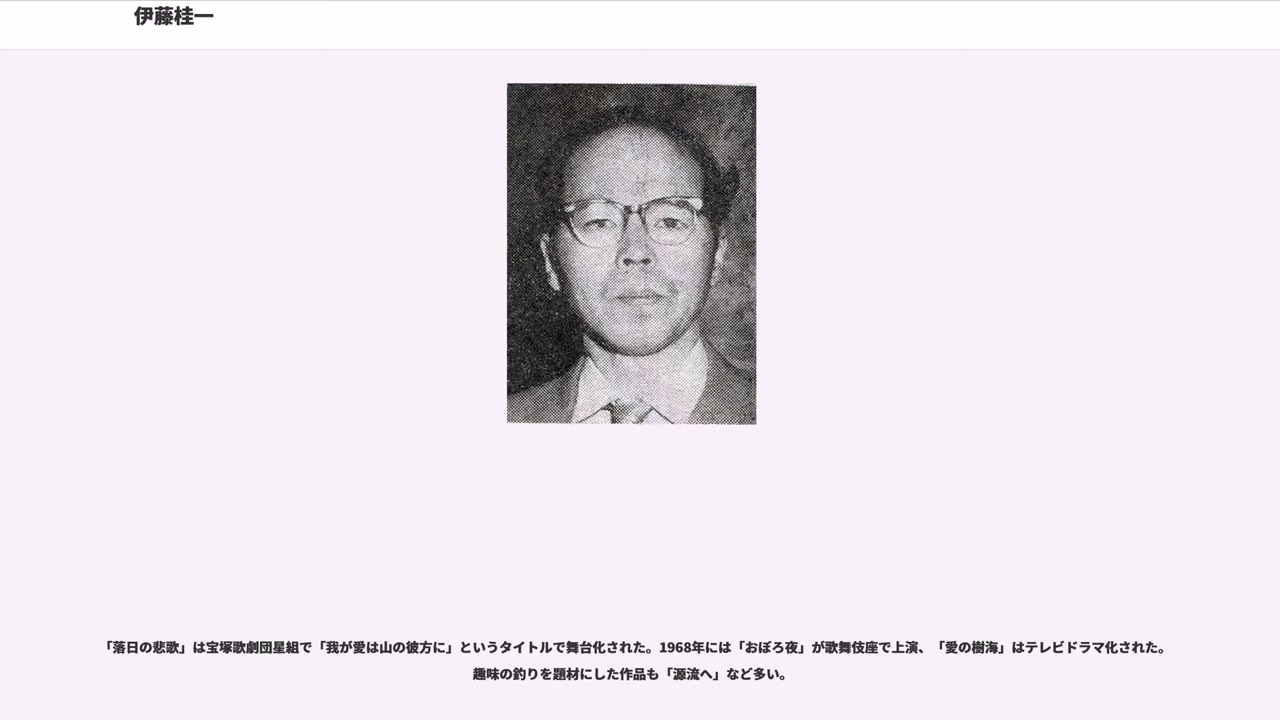 伊藤桂一
「落日の悲歌」は宝塚歌劇団星組で「我が愛は山の彼方に」というタイトルで舞台化された。1968年には「おぼろ夜」が歌舞伎座で上演、「愛の樹海」はテレビドラマ化された。
趣味の釣りを題材にした作品も「源流へ」など多い。